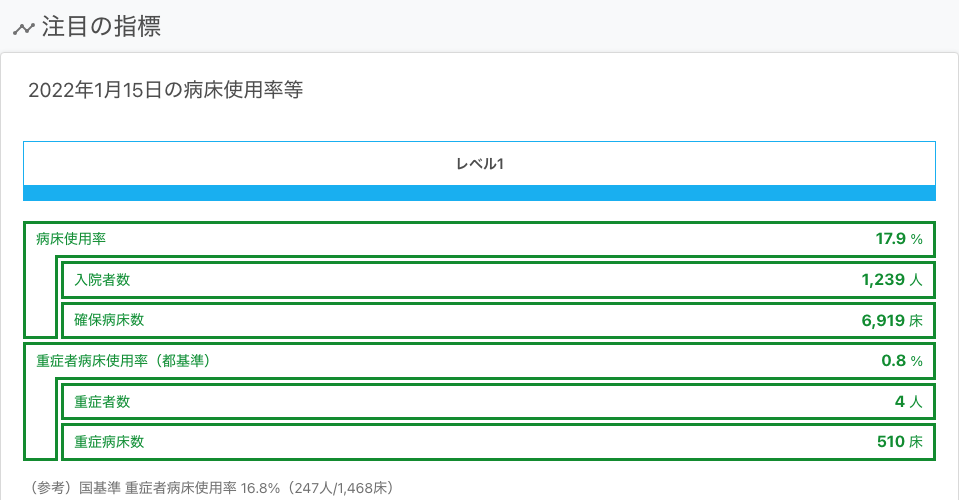 注目の指標
2022年1月15日の病床使用率等
レベル1
病床使用率 17.9 %
入院者数 1,239 人
確保病床数 6,919 床
重症者病床使用率（都基準） 0.8 %
重症者数 4 人
重症病床数 510 床
（参考）国基準 重症者病床使用率 16.8%（247人/1,468床）